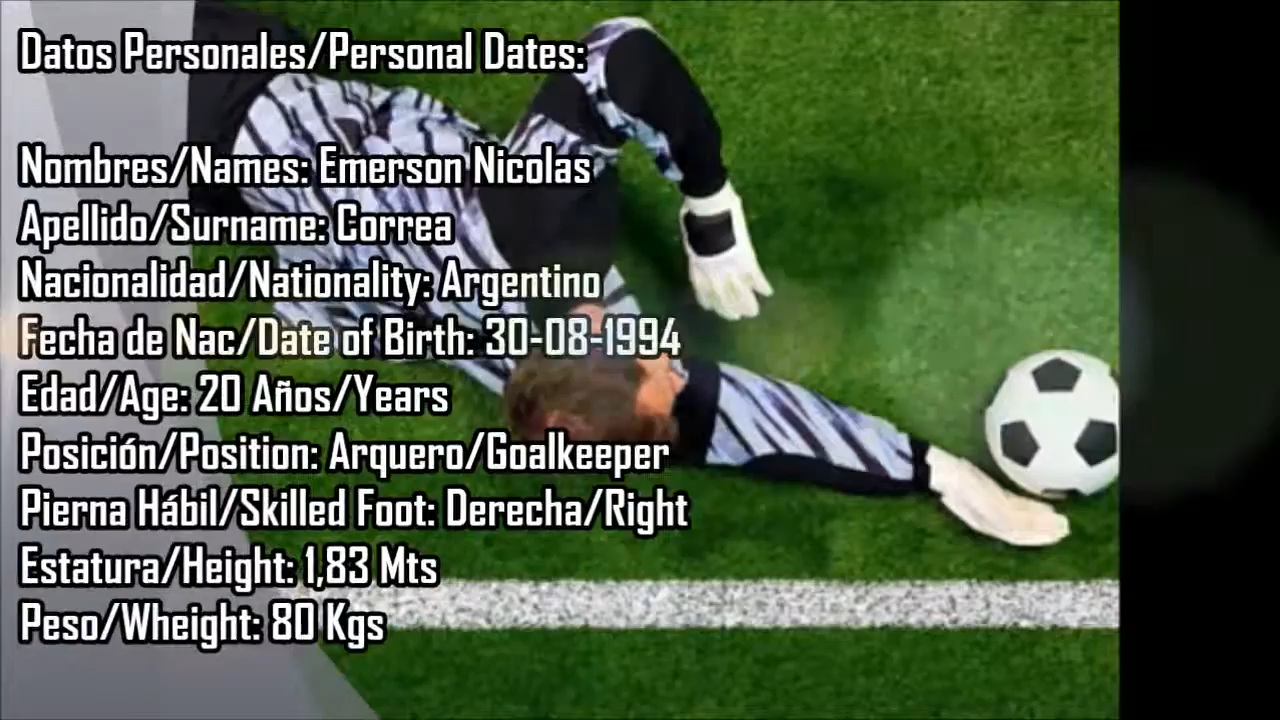 Datos Personales/Personal Dates:
Nombres/Names: Emerson Nicolas
Apellido/Surname: Correa
Nacionalidad/Nationality: Argentino
Fecha de Nac/Date of Birth: 30-08-1994
Edad/Age: 20 Años/Years
Posición/Position: Arquero/Goalkeeper
Pierna Hábil/Skilled Foot: Derecha/Right
Estatura/Height: 1,83 Mts
Peso/Wheight: 80 Kgs